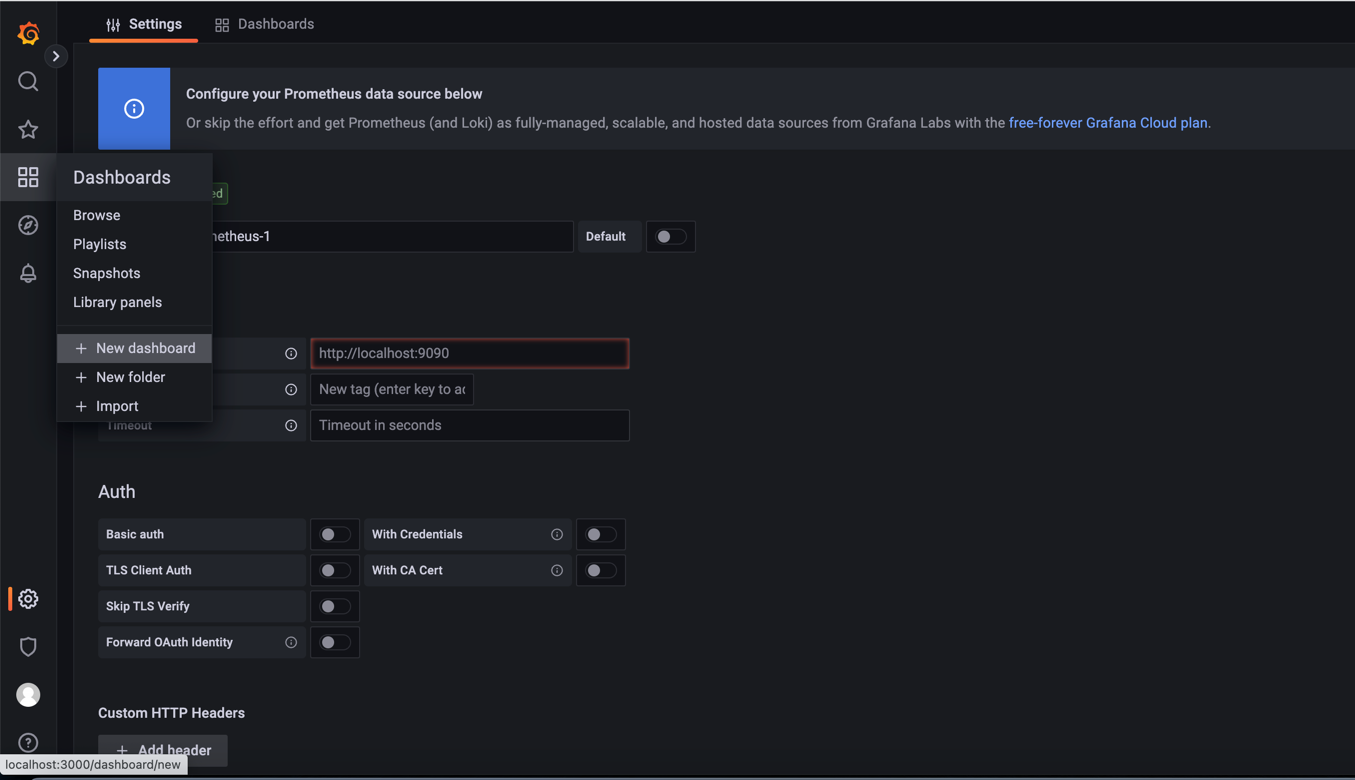 Settings
Dashboards
Configure your Prometheus data source below
Or skip the effort and get Prometheus (and Loki) as fully-managed, scalable, and hosted data sources from Grafana Labs with the free-forever Grafana Cloud plan.
Dashboards
Browse
Playlists
Snapshots
Library panels
+ New dashboard
+ New folder
+ Import
ed
netheus-1
Default
http://localhost:9090
New tag (enter key to ac
Timeout
Timeout in seconds
Auth
Basic auth
With Credentials
TLS Client Auth
With CA Cert
Skip TLS Verify
Forward OAuth Identity
Custom HTTP Headers
+ Add header
localhost:3000/dashboard/new